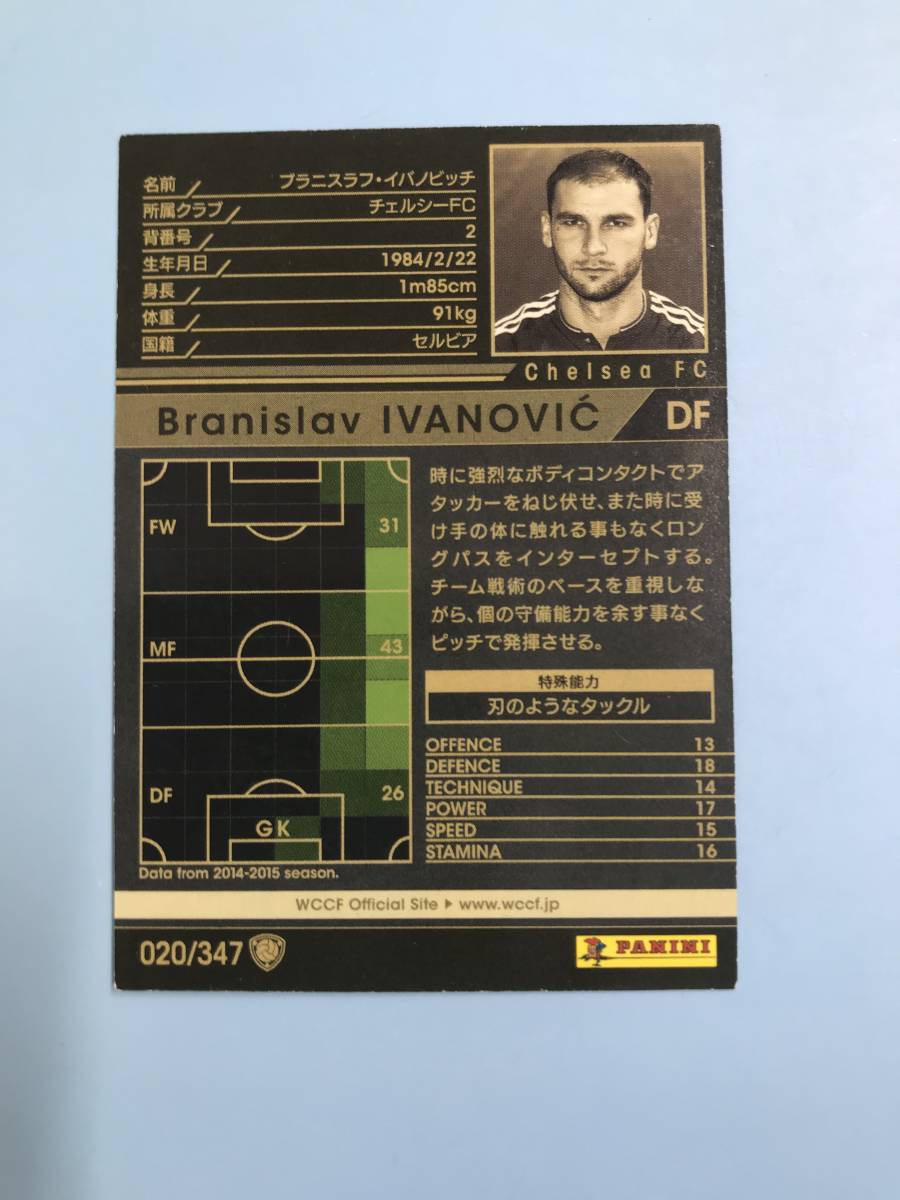 名前 ブラニスラフ・イバノビッチ
所属クラブ チェルシーFC
背番号 2
生年月日 1984/2/22
身長 1m85cm
体重 91kg
国籍 セルビア
Chelsea FC
Branislav IVANOVIĆ DF
FW 31
MF 43
DF 26
GK
Data from 2014-2015 season.
時に強烈なボディコンタクトでア
タッカーをねじ伏せ、また時に受
け手の体に触れる事もなくロン
グパスをインターセプトする。
チーム戦術のベースを重視しな
がら、個の守備能力を余す事なく
ピッチで発揮させる。
特殊能力
刃のようなタックル
OFFENCE 13
DEFENCE 18
TECHNIQUE 14
POWER 17
SPEED 15
STAMINA 16
WCCF Official Site ▶ www.wccf.jp
020/347
PANINI